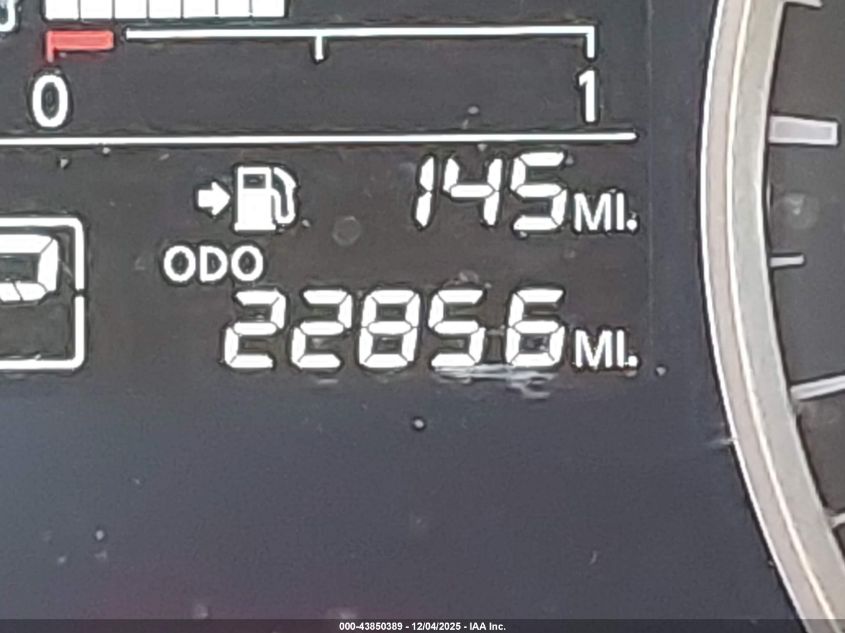 0 1
145 MI.
ODO
22856 MI.
000-43850389 - 12/04/2025 - IAA Inc.